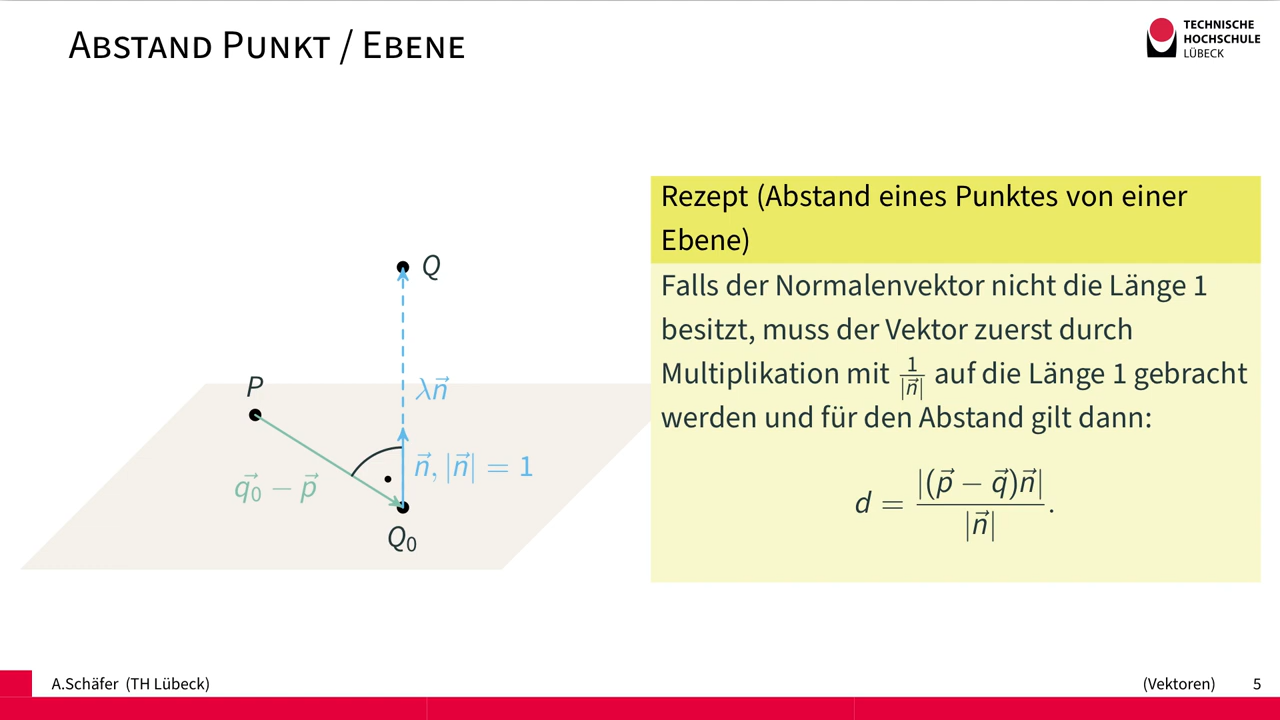 Abstand Punkt / Ebene
TECHNISCHE
HOCHSCHULE
LÜBECK
Rezept (Abstand eines Punktes von einer
Ebene)
Falls der Normalenvektor nicht die Länge 1
besitzt, muss der Vektor zuerst durch
Multiplikation mit 1/|n⃗| auf die Länge 1 gebracht
werden und für den Abstand gilt dann:
d = |(p⃗ − q⃗)n⃗| / |n⃗|.
Q
λn⃗
P
n⃗, |n⃗| = 1
q⃗₀ − p⃗
Q₀
A.Schäfer (TH Lübeck)
(Vektoren) 5